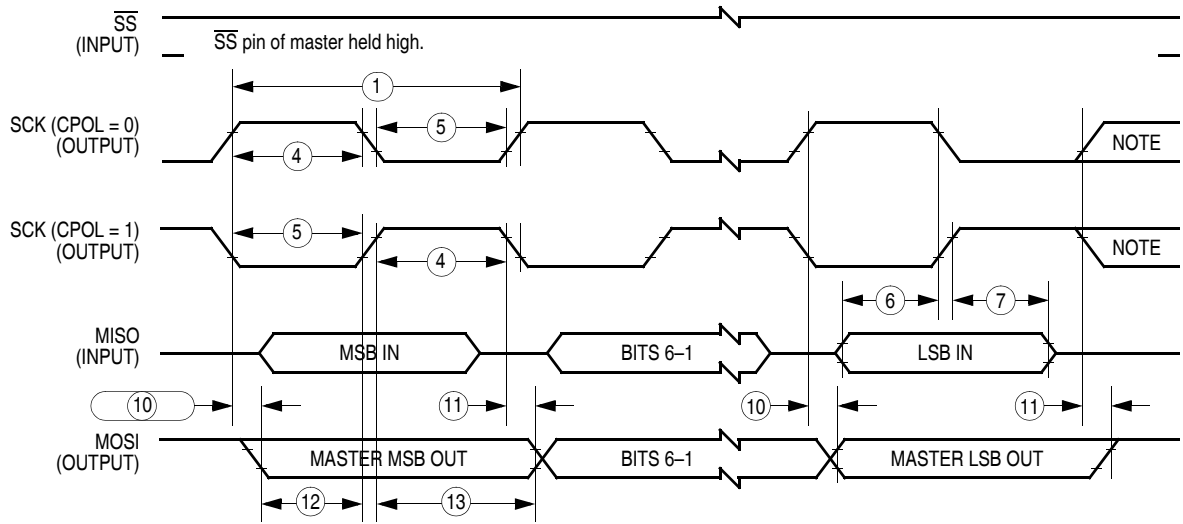 S̅S̅
(INPUT)
S̅S̅ pin of master held high.
1
SCK (CPOL = 0)
(OUTPUT)
5
4
NOTE
SCK (CPOL = 1)
(OUTPUT)
5
4
NOTE
6
7
MISO
(INPUT)
MSB IN
BITS 6–1
LSB IN
10
11
10
11
MOSI
(OUTPUT)
MASTER MSB OUT
BITS 6–1
MASTER LSB OUT
12
13